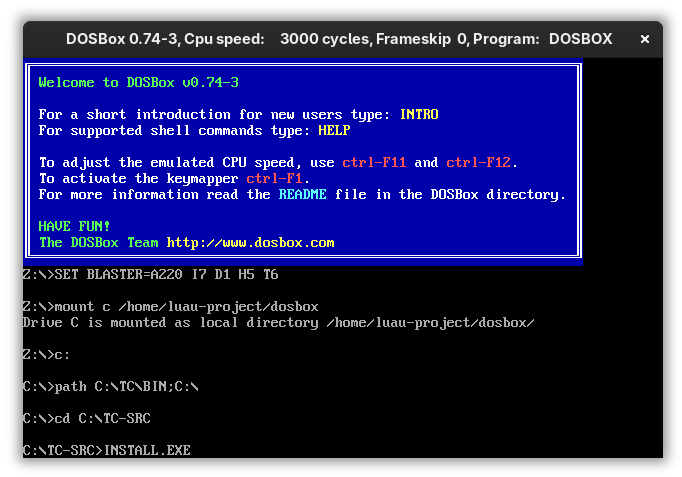 DOSBox 0.74-3, Cpu speed:    3000 cycles, Frameskip  0, Program:   DOSBOX
Welcome to DOSBox v0.74-3
For a short introduction for new users type: INTRO
For supported shell commands type: HELP
To adjust the emulated CPU speed, use ctrl-F11 and ctrl-F12.
To activate the keymapper ctrl-F1.
For more information read the README file in the DOSBox directory.
HAVE FUN!
The DOSBox Team http://www.dosbox.com
Z:\>SET BLASTER=A220 I7 D1 H5 T6
Z:\>mount c /home/luau-project/dosbox
Drive C is mounted as local directory /home/luau-project/dosbox/
Z:\>c:
C:\>path C:\TC\BIN;C:\
C:\>cd C:\TC-SRC
C:\TC-SRC>INSTALL.EXE